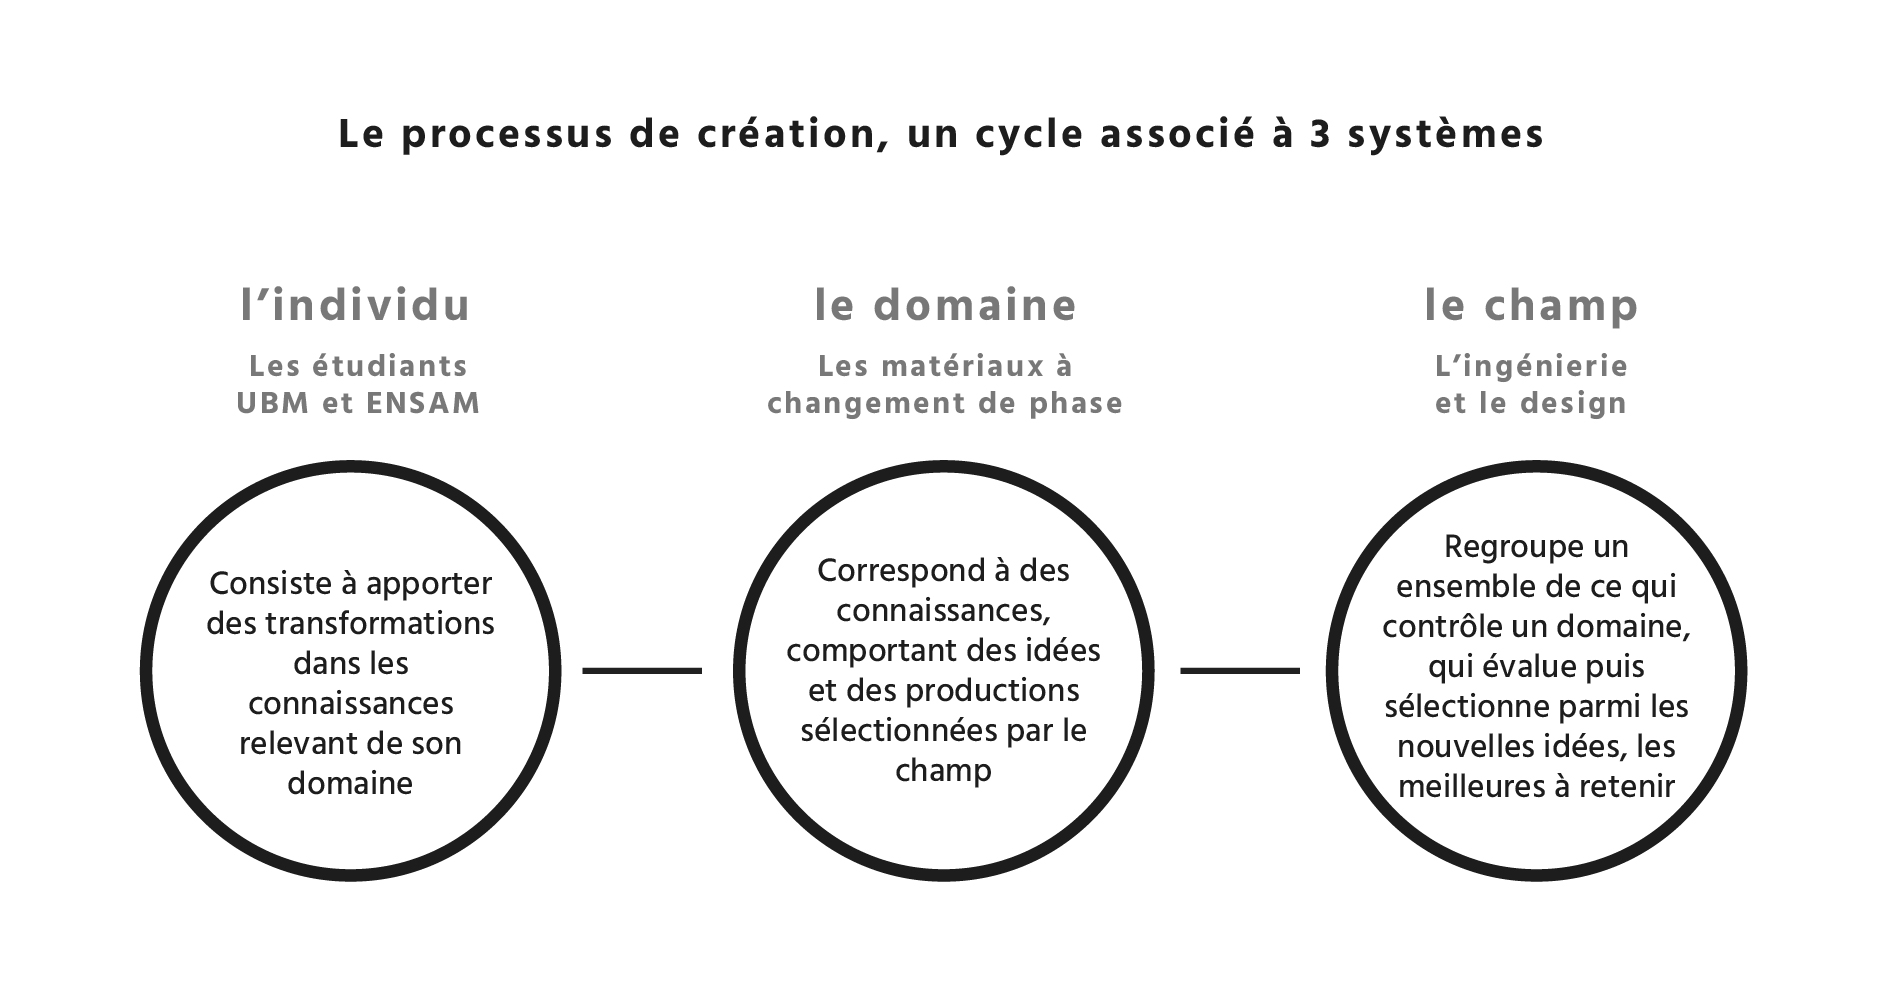 Le processus de création, un cycle associé à 3 systèmes
l’individu
Les étudiants
UBM et ENSAM
Consiste à apporter
des transformations
dans les
connaissances
relevant de son
domaine
le domaine
Les matériaux à
changement de phase
Correspond à des
connaissances,
comportant des idées
et des productions
sélectionnées par le
champ
le champ
L’ingénierie
et le design
Regroupe un
ensemble de ce qui
contrôle un domaine,
qui évalue puis
sélectionne parmi les
nouvelles idées, les
meilleures à retenir